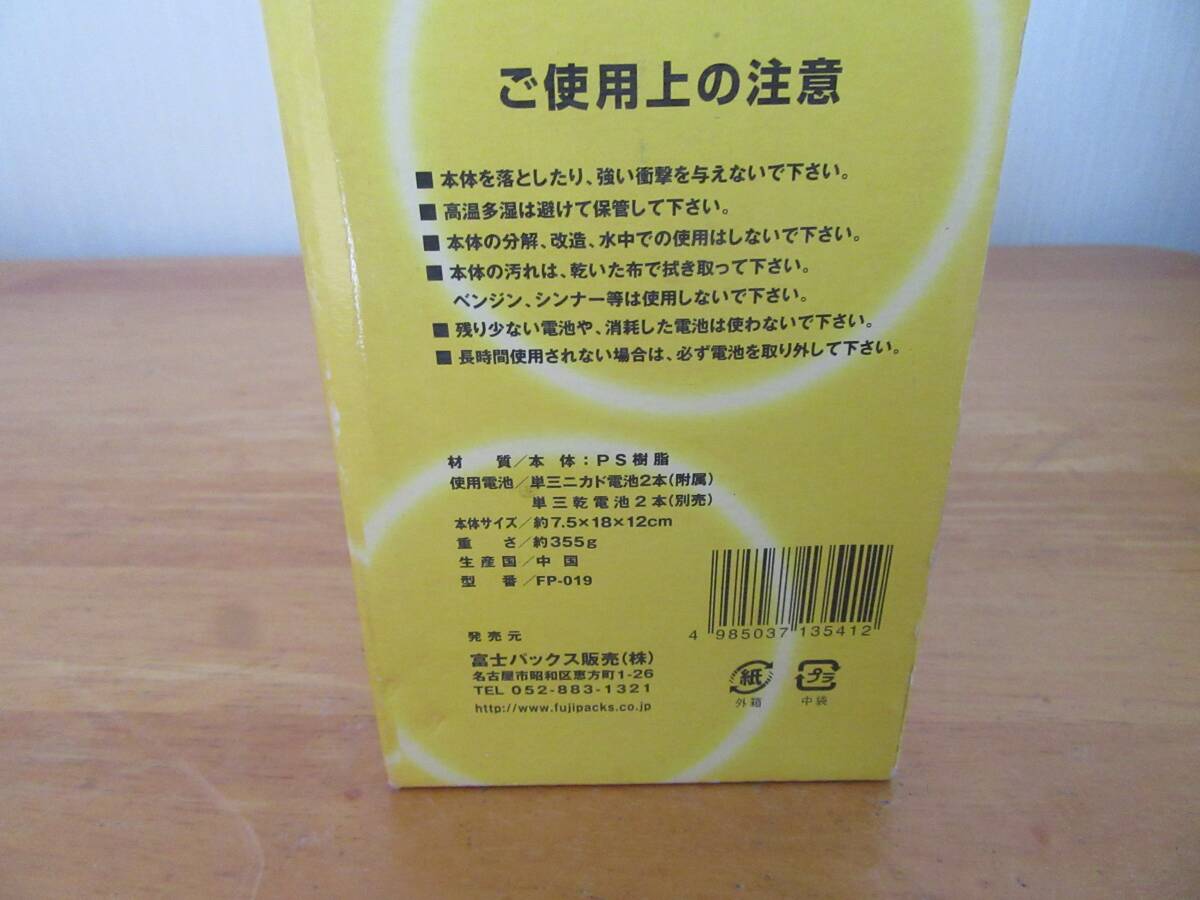 ご使用上の注意
■ 本体を落としたり、強い衝撃を与えないで下さい。
■ 高温多湿は避けて保管して下さい。
■ 本体の分解、改造、水中での使用はしないで下さい。
■ 本体の汚れは、乾いた布で拭き取って下さい。
ベンジン、シンナー等は使用しないで下さい。
■ 残り少ない電池や、消耗した電池は使わないで下さい。
■ 長時間使用されない場合は、必ず電池を取り外して下さい。
材 質/本 体:PS樹脂
使用電池/単三ニカド電池2本(附属)
単三乾電池2本(別売)
本体サイズ/約7.5×18×12cm
重 さ/約355g
生産国/中 国
型 番/FP-019
4 985037 135412
発売元
富士パックス販売(株)
名古屋市昭和区恵方町1-26
TEL 052-883-1321
http://www.fujipacks.co.jp
紙
外箱
プラ
中袋